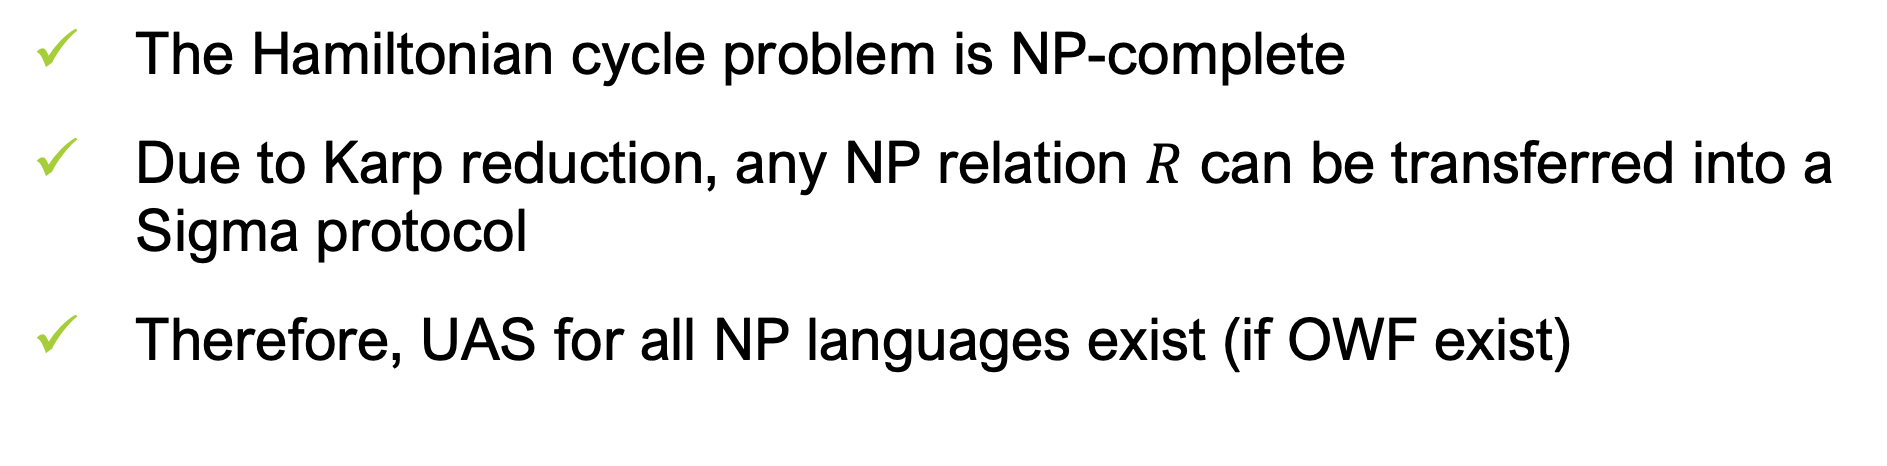 ✓ The Hamiltonian cycle problem is NP-complete
✓ Due to Karp reduction, any NP relation R can be transferred into a
Sigma protocol
✓ Therefore, UAS for all NP languages exist (if OWF exist)